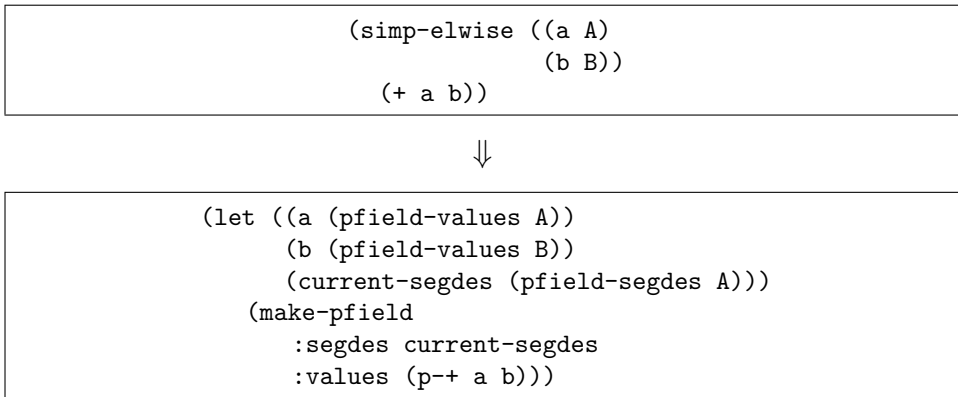 (simp-elwise ((a A)
(b B))
(+ a b))
⇓
(let ((a (pfield-values A))
(b (pfield-values B))
(current-segdes (pfield-segdes A)))
(make-pfield
:segdes current-segdes
:values (p-+ a b)))